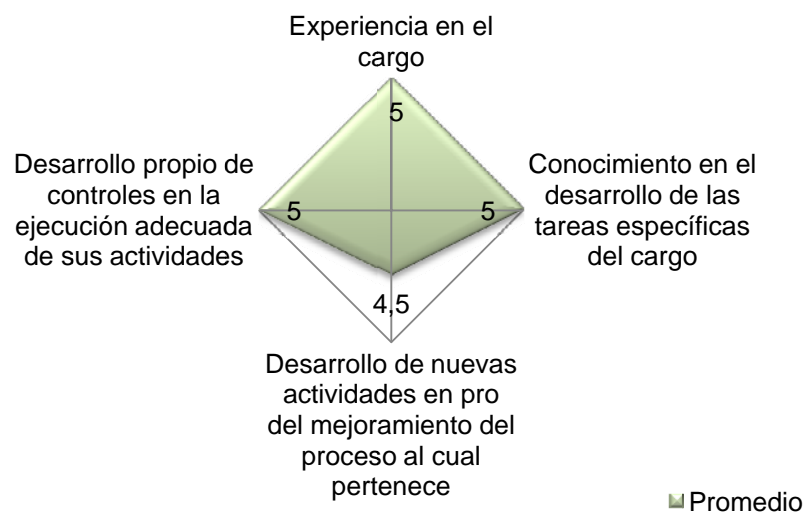 Experiencia en el
cargo
5
Desarrollo propio de
controles en la
ejecución adecuada
de sus actividades
5
5
Conocimiento en el
desarrollo de las
tareas específicas
del cargo
4,5
Desarrollo de nuevas
actividades en pro
del mejoramiento del
proceso al cual
pertenece
Promedio